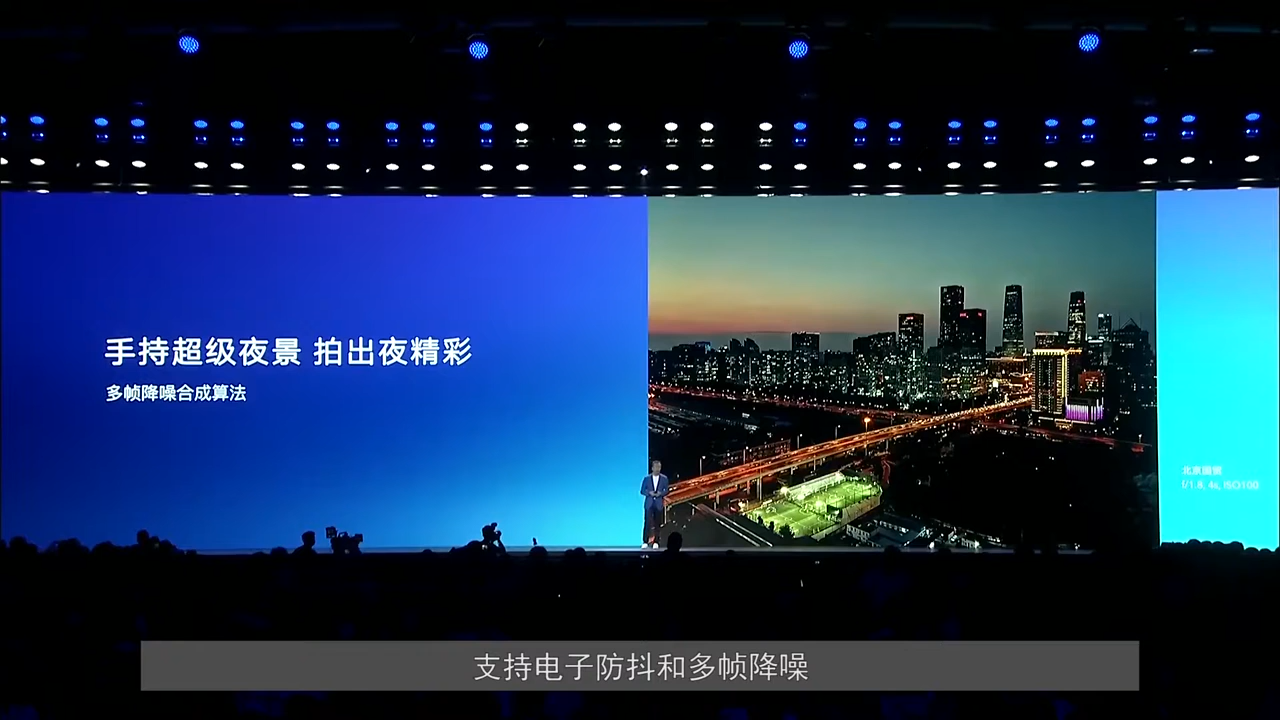 手持超级夜景 拍出夜精彩
多帧降噪合成算法
北京国贸
f/1.8, 4s, ISO100
支持电子防抖和多帧降噪